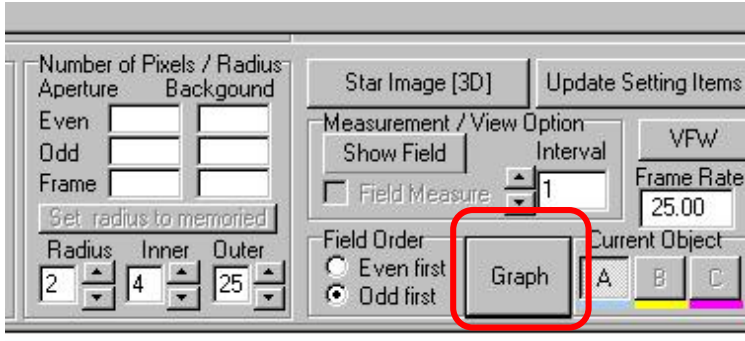 Number of Pixels / Radius
Aperture Backgound
Even
Odd
Frame
Set radius to memoried
Radius Inner Outer
2 4 25
Star Image [3D] Update Setting Items
Measurement / View Option
Show Field Interval
Field Measure 1
VFW
Frame Rate
25.00
Field Order
Even first
Odd first
Graph
Current Object
A B C